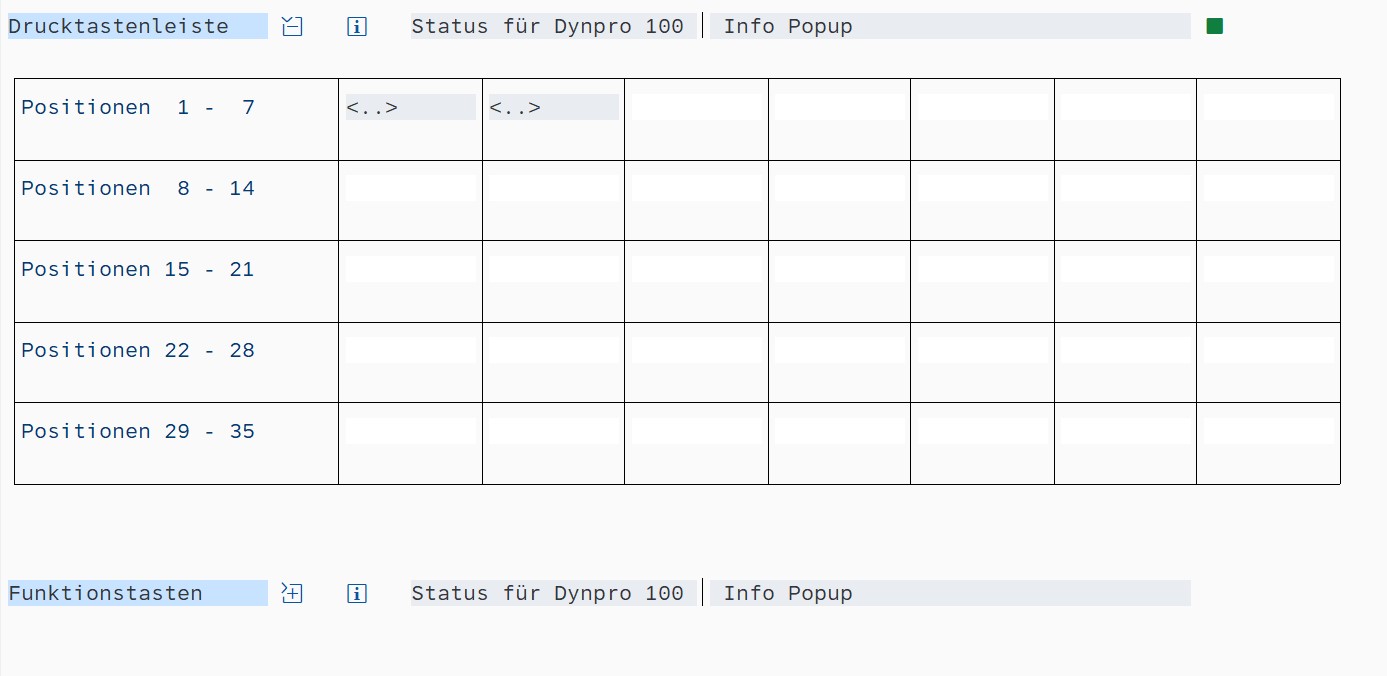 Drucktastenleiste Status für Dynpro 100 Info Popup
Positionen 1 - 7 <..> <..>
Positionen 8 - 14
Positionen 15 - 21
Positionen 22 - 28
Positionen 29 - 35
Funktionstasten Status für Dynpro 100 Info Popup